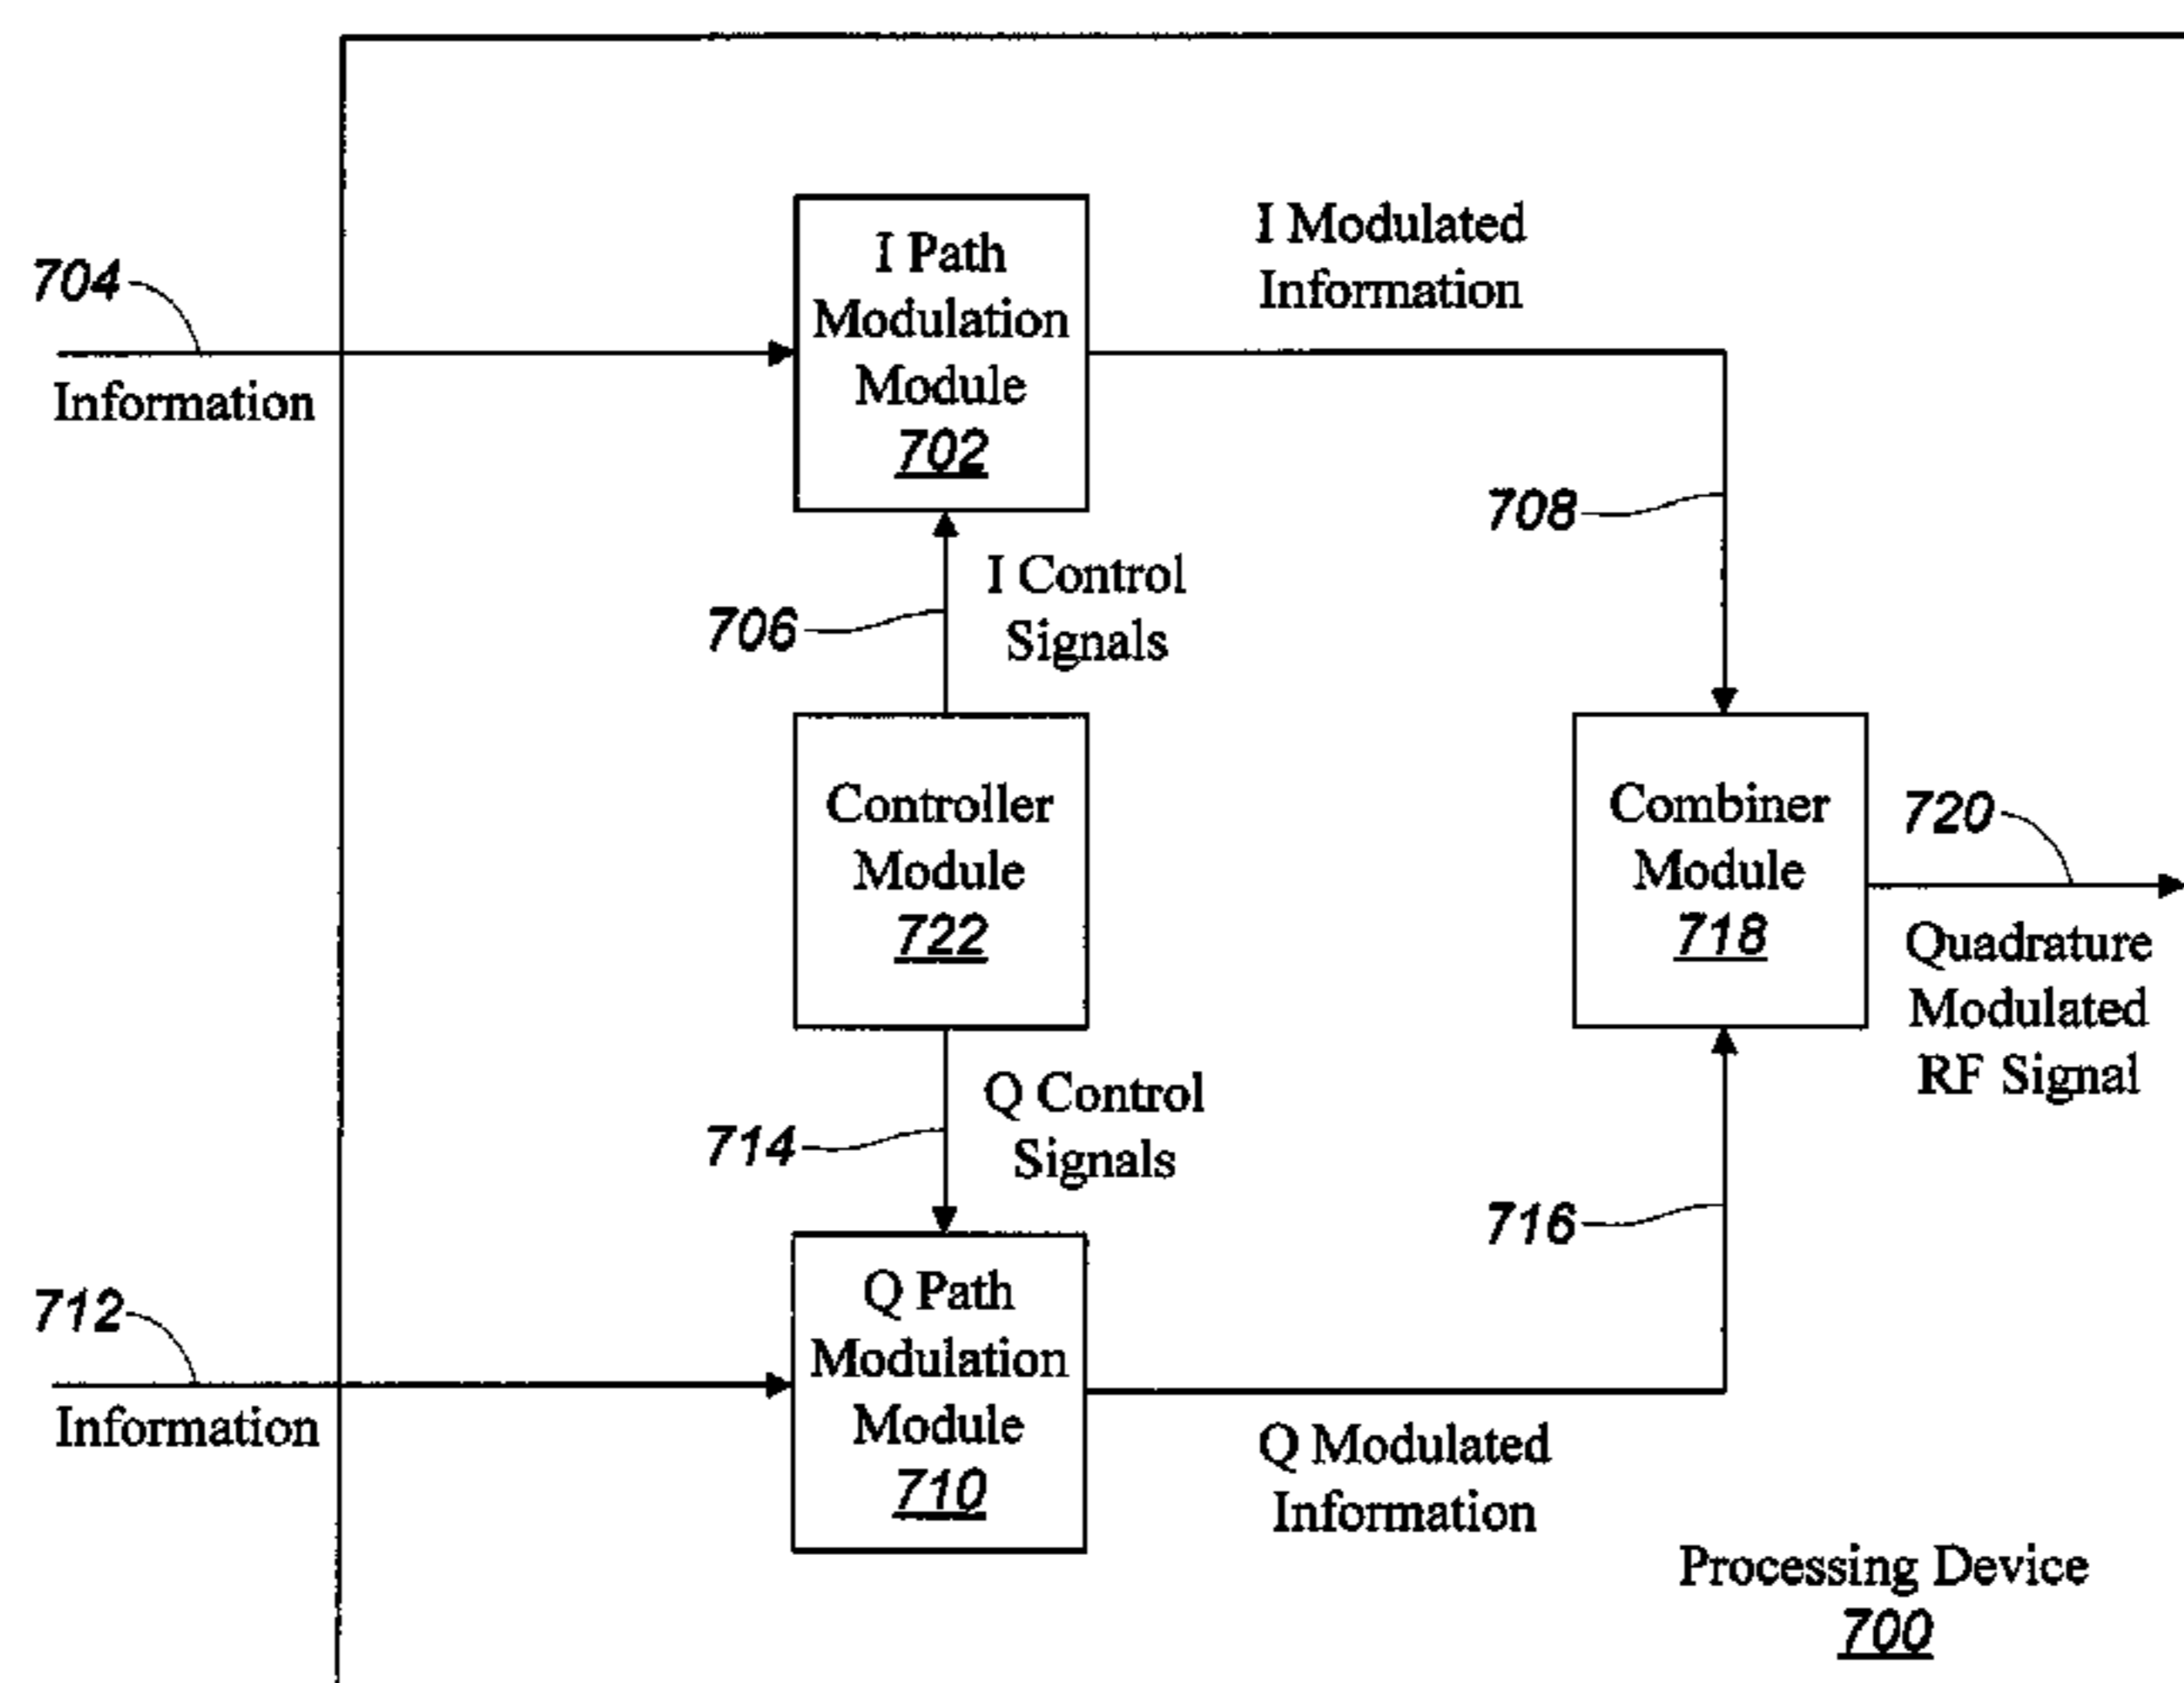 704
Information
I Path
Modulation
Module
702
I Modulated
Information
708
706
I Control
Signals
Controller
Module
722
Combiner
Module
718
720
Quadrature
Modulated
RF Signal
714
Q Control
Signals
716
712
Information
Q Path
Modulation
Module
710
Q Modulated
Information
Processing Device
700